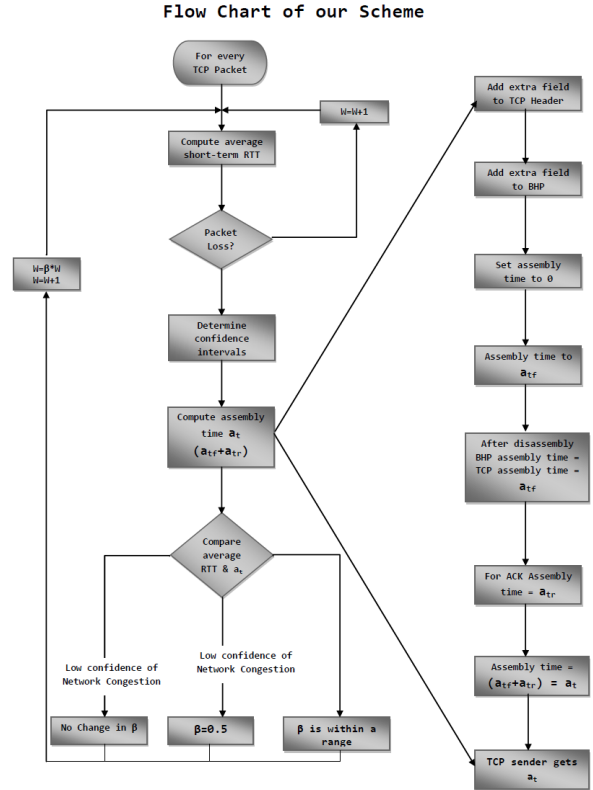 Flow Chart of our Scheme
For every
TCP Packet
W=W+1
Compute average
short-term RTT
Packet
Loss?
W=β*W
W=W+1
Determine
confidence
intervals
Compute assembly
time at
(atf+atr)
Compare
average
RTT & at
Low confidence of
Network Congestion
Low confidence of
Network Congestion
No Change in β
β=0.5
β is within a
range
Add extra field
to TCP Header
Add extra field
to BHP
Set assembly
time to 0
Assembly time to
atf
After disassembly
BHP assembly time =
TCP assembly time =
atf
For ACK Assembly
time = atr
Assembly time =
(atf+atr) = at
TCP sender gets
at